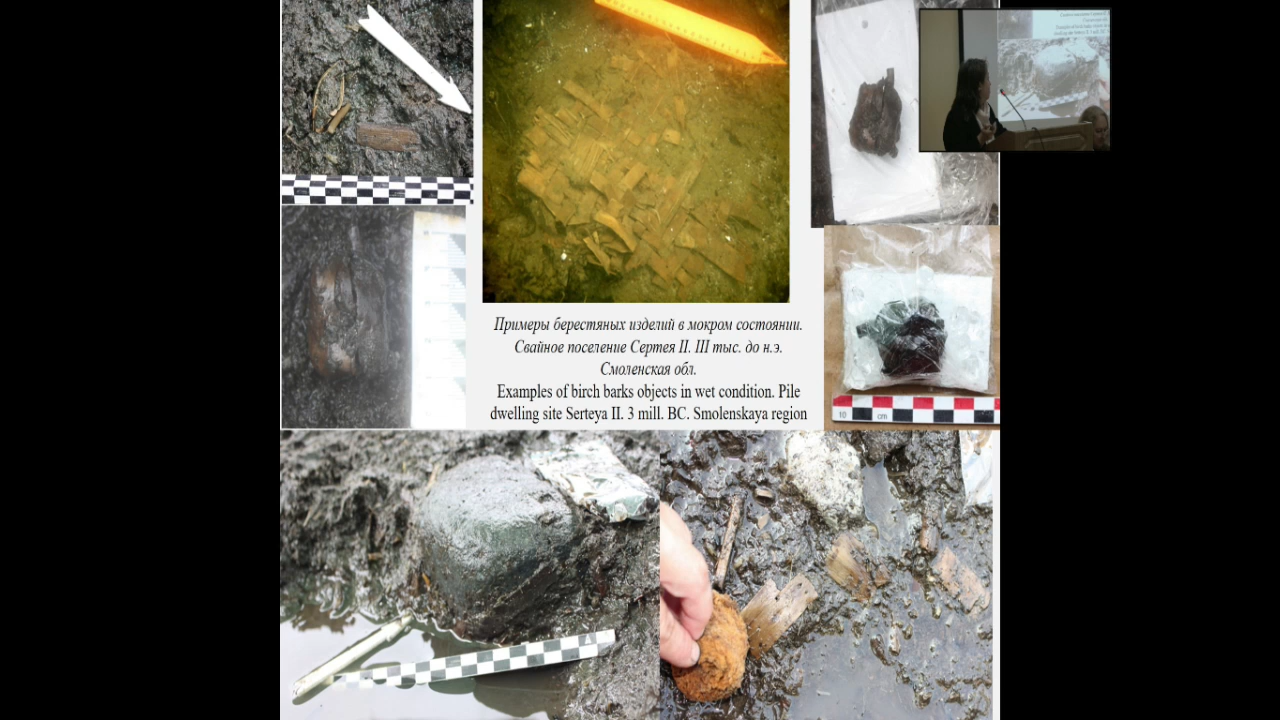 Примеры берестяных изделий в мокром состоянии.
Свайное поселение Сертея II. III тыс. до н.э.
Смоленская обл.
Examples of birch barks objects in wet condition. Pile
dwelling site Serteya II. 3 mill. BC. Smolenskaya region
10 cm